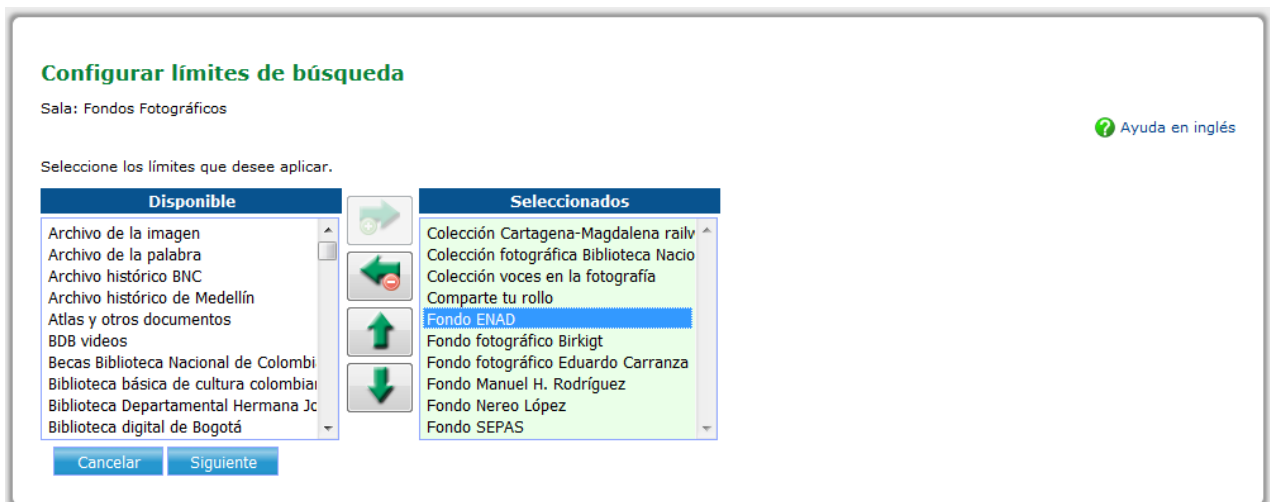 Configurar límites de búsqueda
Sala: Fondos Fotográficos
Ayuda en inglés
Seleccione los límites que desee aplicar.
Disponible
Archivo de la imagen
Archivo de la palabra
Archivo histórico BNC
Archivo histórico de Medellín
Atlas y otros documentos
BDB videos
Becas Biblioteca Nacional de Colombi
Biblioteca básica de cultura colombiar
Biblioteca Departamental Hermana Jc
Biblioteca digital de Bogotá
Seleccionados
Colección Cartagena-Magdalena railv
Colección fotográfica Biblioteca Nacio
Colección voces en la fotografía
Comparte tu rollo
Fondo ENAD
Fondo fotográfico Birkigt
Fondo fotográfico Eduardo Carranza
Fondo Manuel H. Rodríguez
Fondo Nereo López
Fondo SEPAS
Cancelar
Siguiente